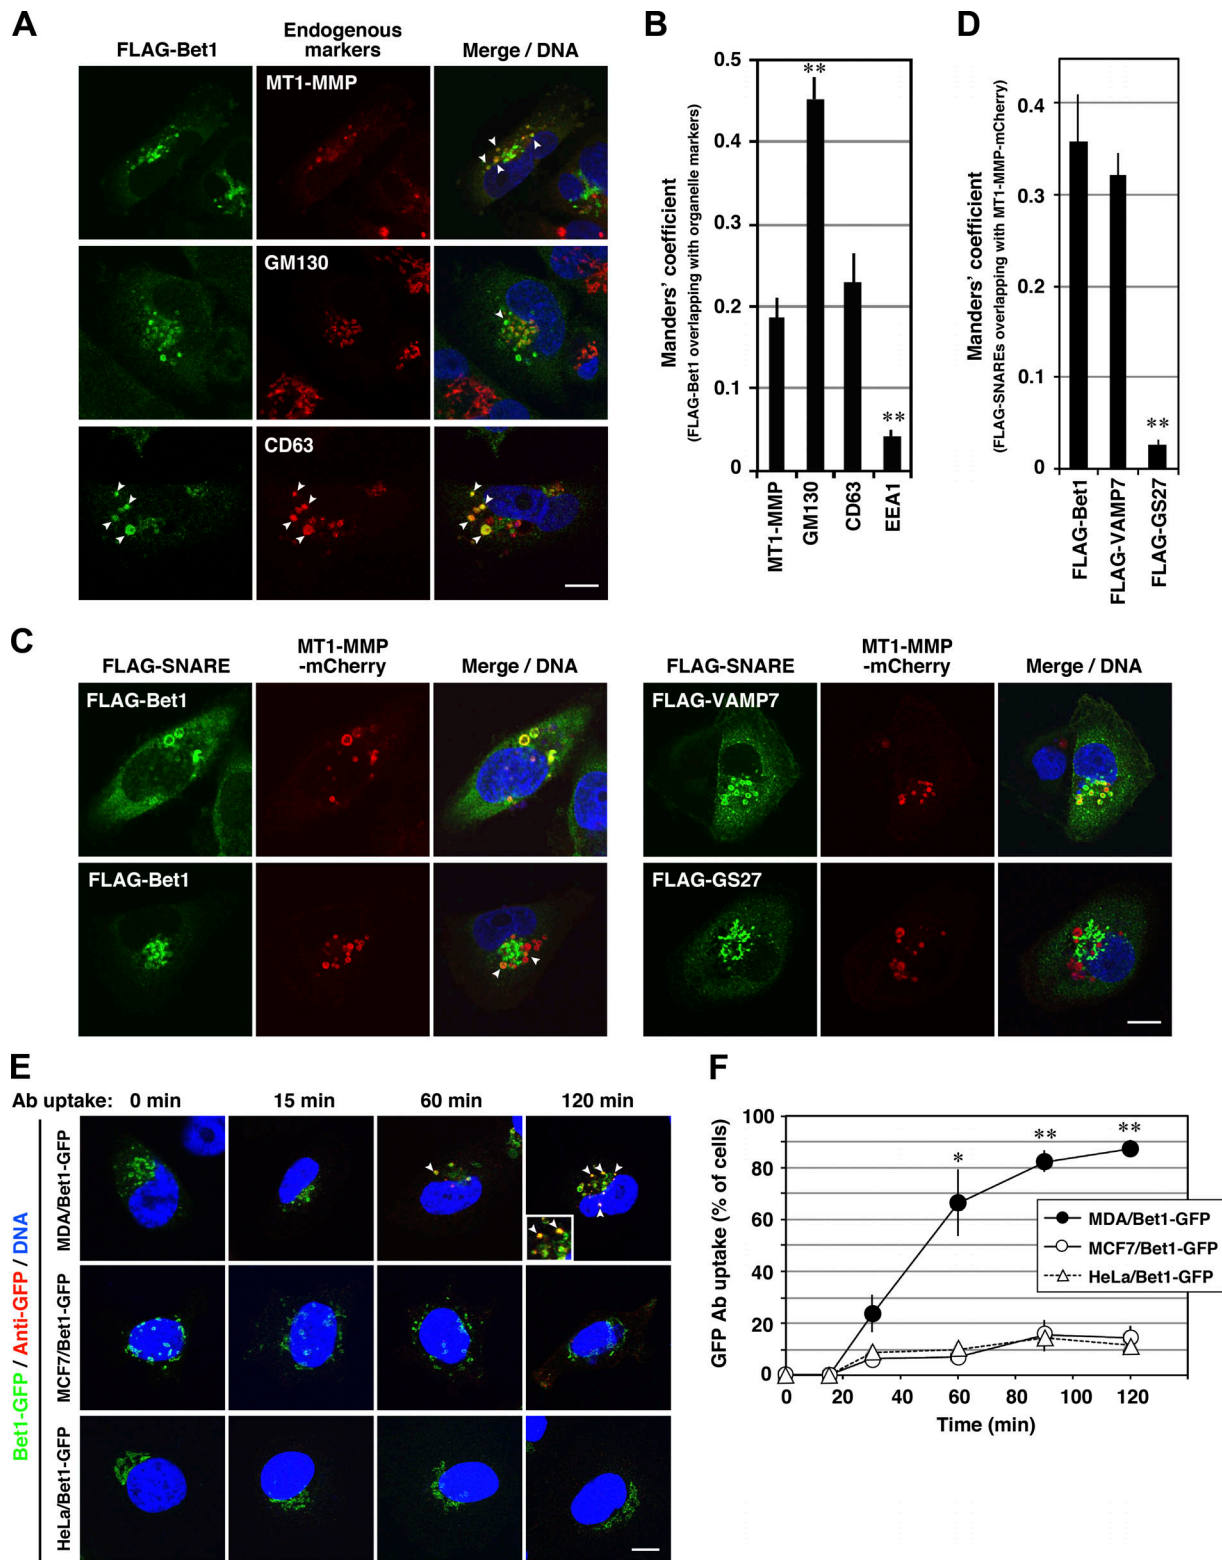 A
FLAG-Bet1
Endogenous
markers
Merge / DNA
MT1-MMP
GM130
CD63
B
Manders' coefficient
(FLAG-Bet1 overlapping with organelle markers)
0.5
0.4
0.3
0.2
0.1
0
**
**
MT1-MMP
GM130
CD63
EEA1
D
Manders' coefficient
(FLAG-SNAREs overlapping with MT1-MMP-mCherry)
0.4
0.3
0.2
0.1
0
**
FLAG-Bet1
FLAG-VAMP7
FLAG-GS27
C
FLAG-SNARE
MT1-MMP
-mCherry
Merge / DNA
FLAG-Bet1
FLAG-Bet1
FLAG-SNARE
MT1-MMP
-mCherry
Merge / DNA
FLAG-VAMP7
FLAG-GS27
E
Ab uptake:
0 min
15 min
60 min
120 min
Bet1-GFP / Anti-GFP / DNA
MDA/Bet1-GFP
MCF7/Bet1-GFP
HeLa/Bet1-GFP
F
GFP Ab uptake (% of cells)
100
80
60
40
20
0
*
**
**
MDA/Bet1-GFP
MCF7/Bet1-GFP
HeLa/Bet1-GFP
0
20
40
60
80
100
120
Time (min)